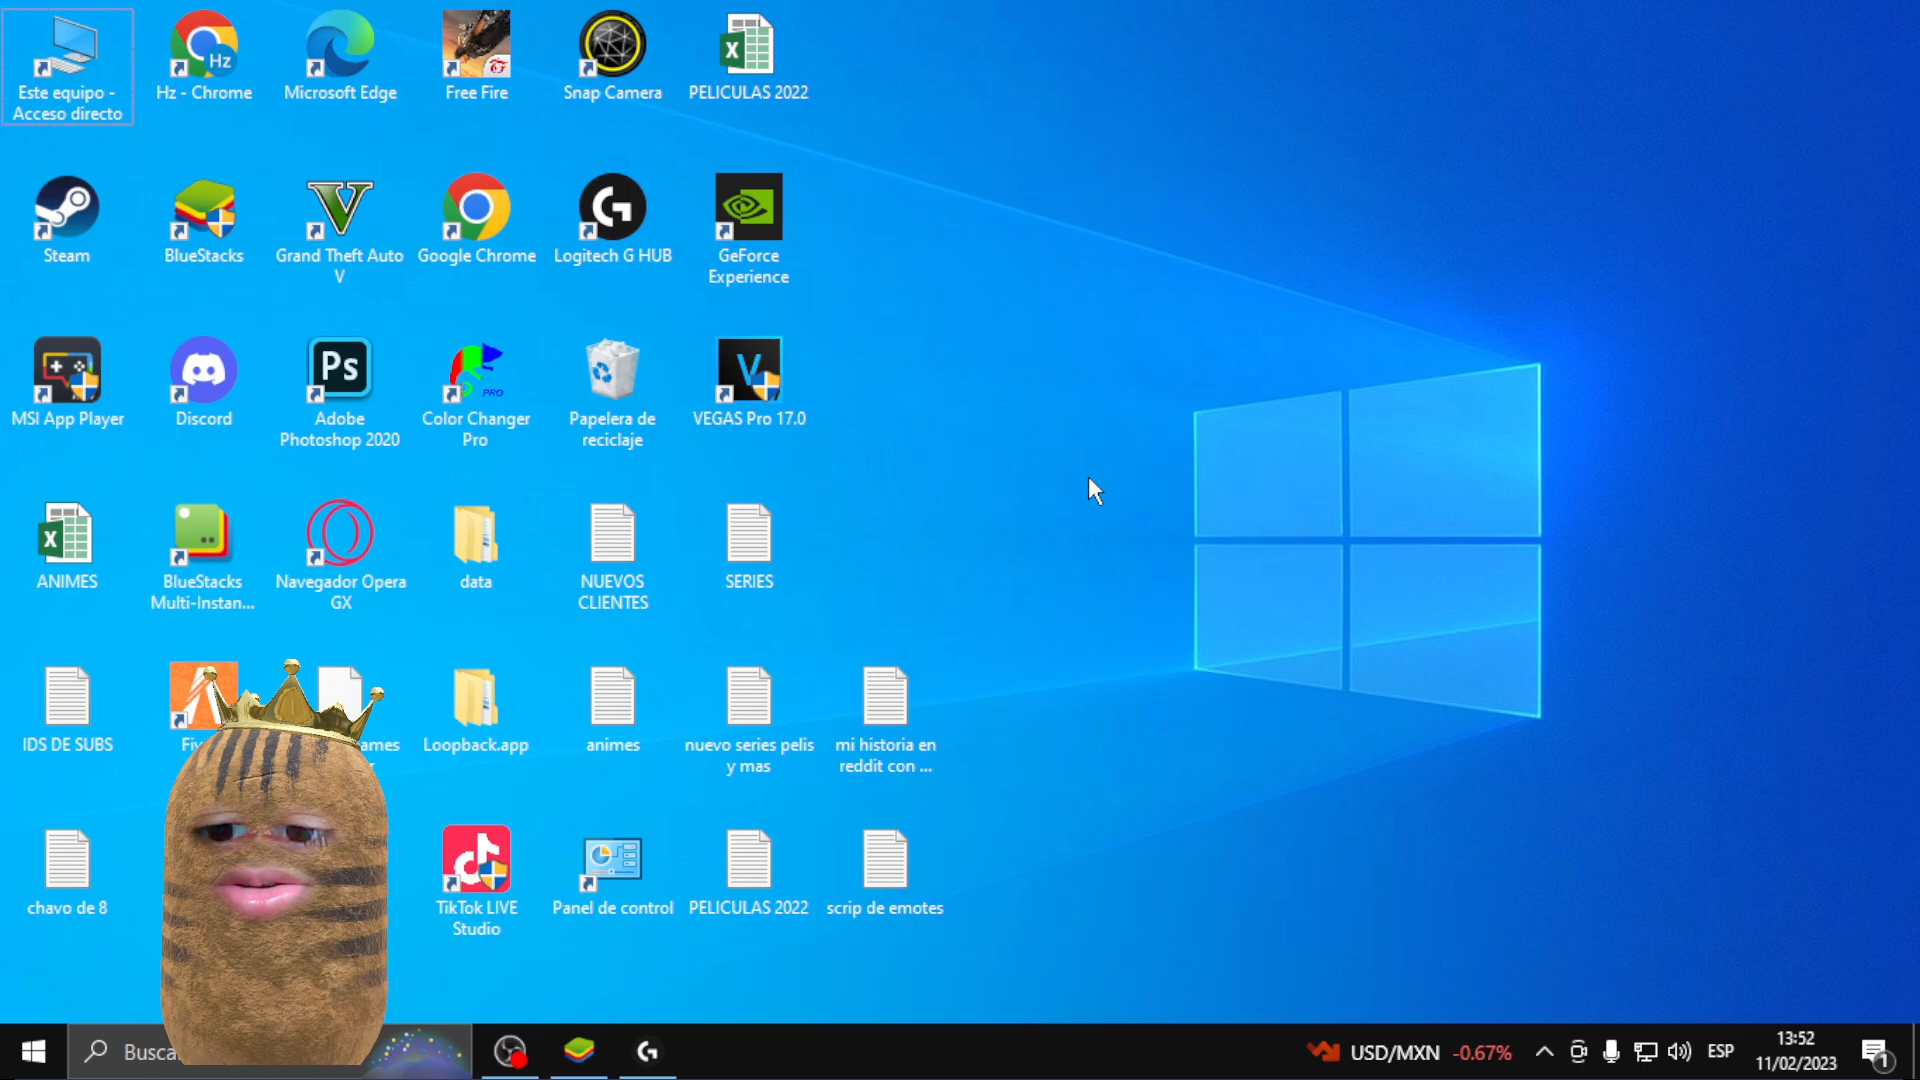 Este equipo -
Acceso directo
Hz
Hz - Chrome
Microsoft Edge
Free Fire
Snap Camera
X
PELICULAS 2022
Steam
BlueStacks
V
Grand Theft Auto
V
Google Chrome
Logitech G HUB
GeForce
Experience
MSI App Player
Discord
Ps
Adobe
Photoshop 2020
PRO
Color Changer
Pro
Papelera de
reciclaje
V
VEGAS Pro 17.0
X
ANIMES
BlueStacks
Multi-Instan...
Navegador Opera
GX
data
NUEVOS
CLIENTES
SERIES
IDS DE SUBS
Loopback.app
animes
nuevo series pelis
y mas
mi historia en
reddit con ...
chavo de 8
TikTok LIVE
Studio
Panel de control
PELICULAS 2022
scrip de emotes
USD/MXN -0.67%
ESP
13:52
11/02/2023
1